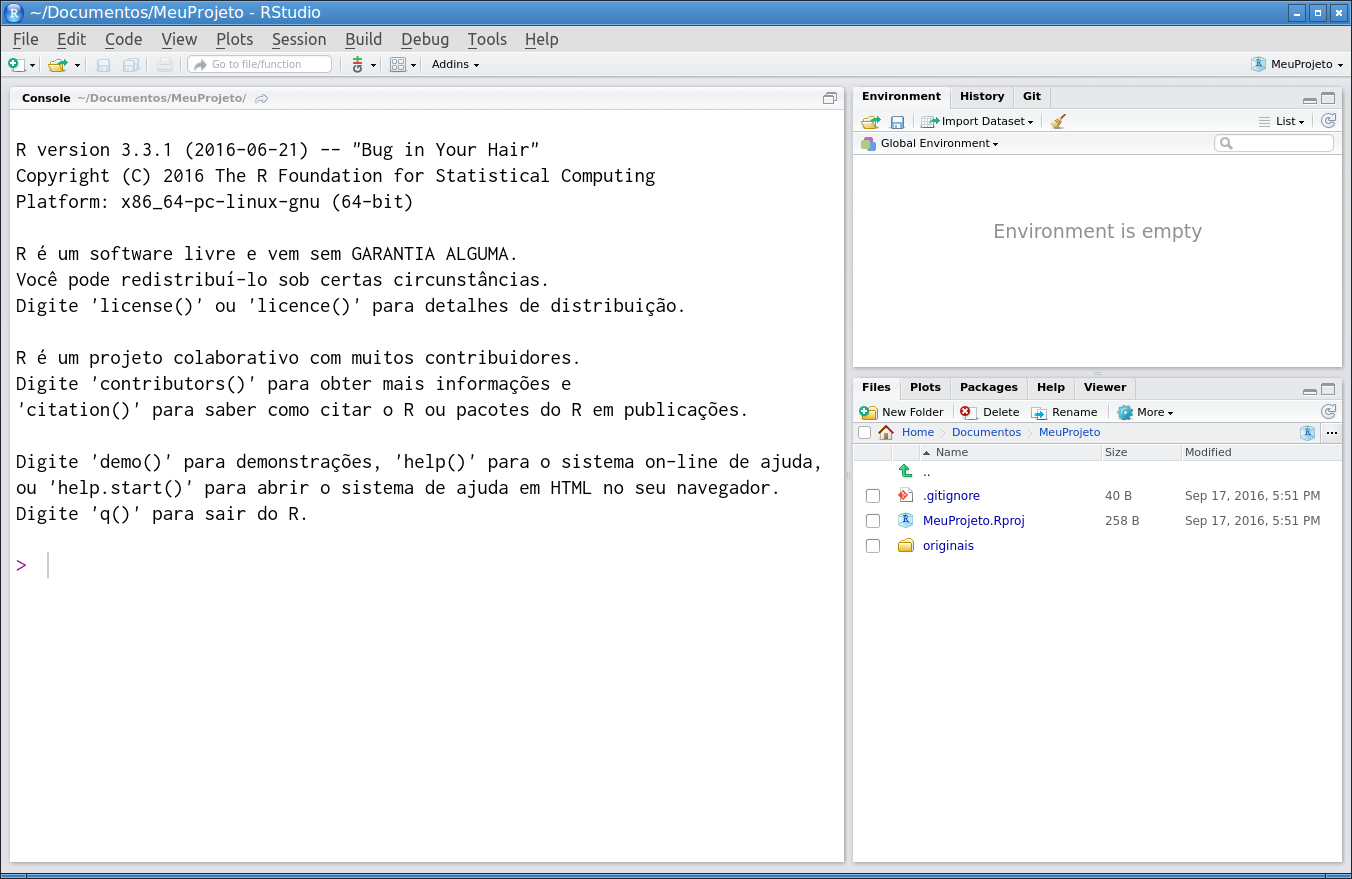 ~/Documentos/MeuProjeto - RStudio
File Edit Code View Plots Session Build Debug Tools Help
Go to file/function Addins MeuProjeto
Console ~/Documentos/MeuProjeto/
R version 3.3.1 (2016-06-21) -- "Bug in Your Hair"
Copyright (C) 2016 The R Foundation for Statistical Computing
Platform: x86_64-pc-linux-gnu (64-bit)
R é um software livre e vem sem GARANTIA ALGUMA.
Você pode redistribuí-lo sob certas circunstâncias.
Digite 'license()' ou 'licence()' para detalhes de distribuição.
R é um projeto colaborativo com muitos contribuidores.
Digite 'contributors()' para obter mais informações e
'citation()' para saber como citar o R ou pacotes do R em publicações.
Digite 'demo()' para demonstrações, 'help()' para o sistema on-line de ajuda,
ou 'help.start()' para abrir o sistema de ajuda em HTML no seu navegador.
Digite 'q()' para sair do R.
>
Environment History Git
Import Dataset List
Global Environment
Environment is empty
Files Plots Packages Help Viewer
New Folder Delete Rename More
Home Documentos MeuProjeto ...
Name Size Modified
..
.gitignore 40 B Sep 17, 2016, 5:51 PM
MeuProjeto.Rproj 258 B Sep 17, 2016, 5:51 PM
originais